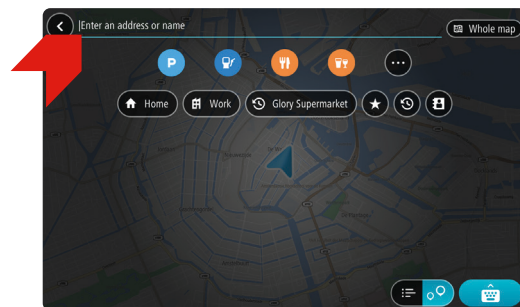 Enter an address or name
Whole map
P
Home
Work
Glory Supermarket